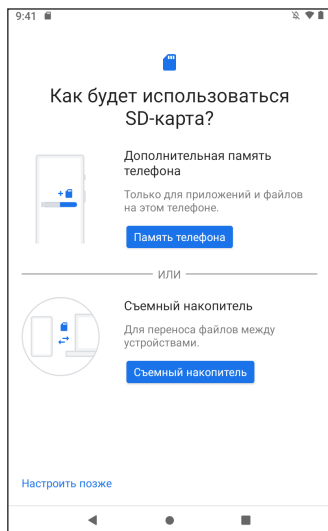 9:41
Как будет использоваться
SD-карта?
Дополнительная память
телефона
Только для приложений и файлов
на этом телефоне.
Память телефона
ИЛИ
Съемный накопитель
Для переноса файлов между
устройствами.
Съемный накопитель
Настроить позже